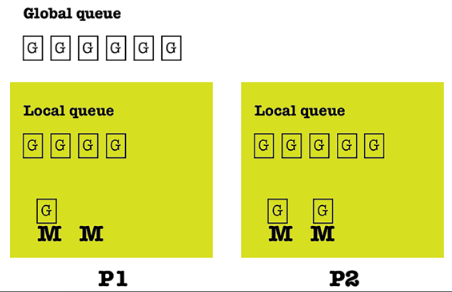 Global queue
G G G G G G
Local queue
G G G G
G
M M
P1
Local queue
G G G G G
G G
M M
P2